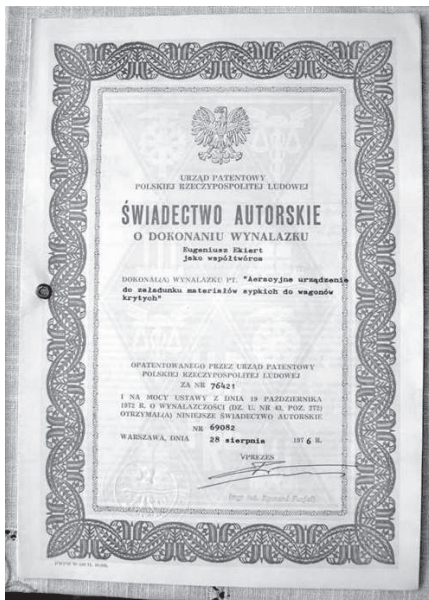 URZĄD PATENTOWY
POLSKIEJ RZECZYPOSPOLITEJ LUDOWEJ
ŚWIADECTWO AUTORSKIE
O DOKONANIU WYNALAZKU
Eugeniusz Ekiert
jako współtwórca
DOKONAŁ(A) WYNALAZKU PT. "Aeracyjne urządzenie
do załadunku materiałów sypkich do wagonów
krytych"
OPATENTOWANEGO PRZEZ URZĄD PATENTOWY
POLSKIEJ RZECZYPOSPOLITEJ LUDOWEJ
ZA NR 76421
I NA MOCY USTAWY Z DNIA 19 PAŹDZIERNIKA
1972 R. O WYNALAZCZOŚCI (DZ. U. NR 43, POZ. 272)
OTRZYMAŁ(A) NINIEJSZE ŚWIADECTWO AUTORSKIE
NR 69082
WARSZAWA, DNIA 28 sierpnia 1976 R.
PREZES